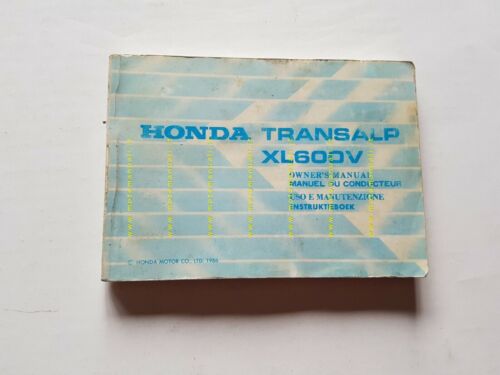 HONDA TRANSALP
XL600V
OWNER'S MANUAL
MANUEL DU CONDUCTEUR
USO E MANUTENZIONE
INSTRUKTIEBOEK
© HONDA MOTOR CO., LTD. 1986